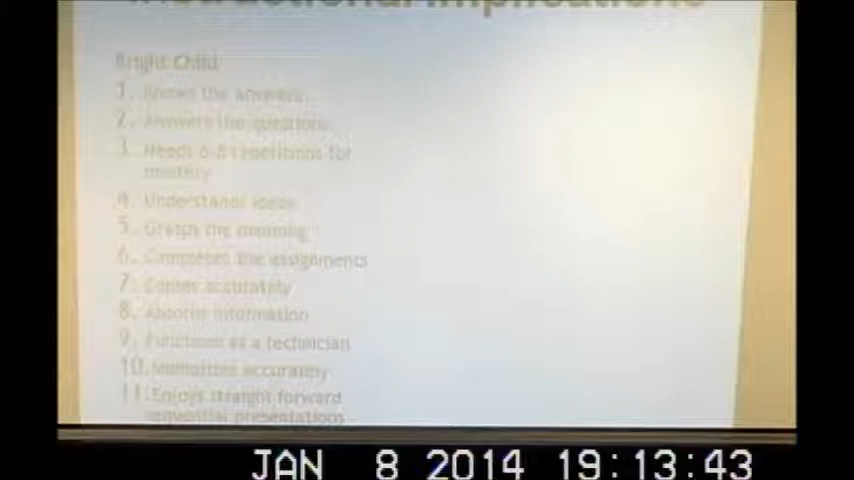 Instructional Implications
Bright Child
1. Knows the answers
2. Answers the questions
3. Needs 6-8 repetitions for
mastery
4. Understands ideas
5. Grasps the meaning
6. Completes the assignments
7. Copies accurately
8. Absorbs information
9. Functions as a technician
10. Memorizes accurately
11. Enjoys straight forward
sequential presentations
JAN 8 2014 19:13:43